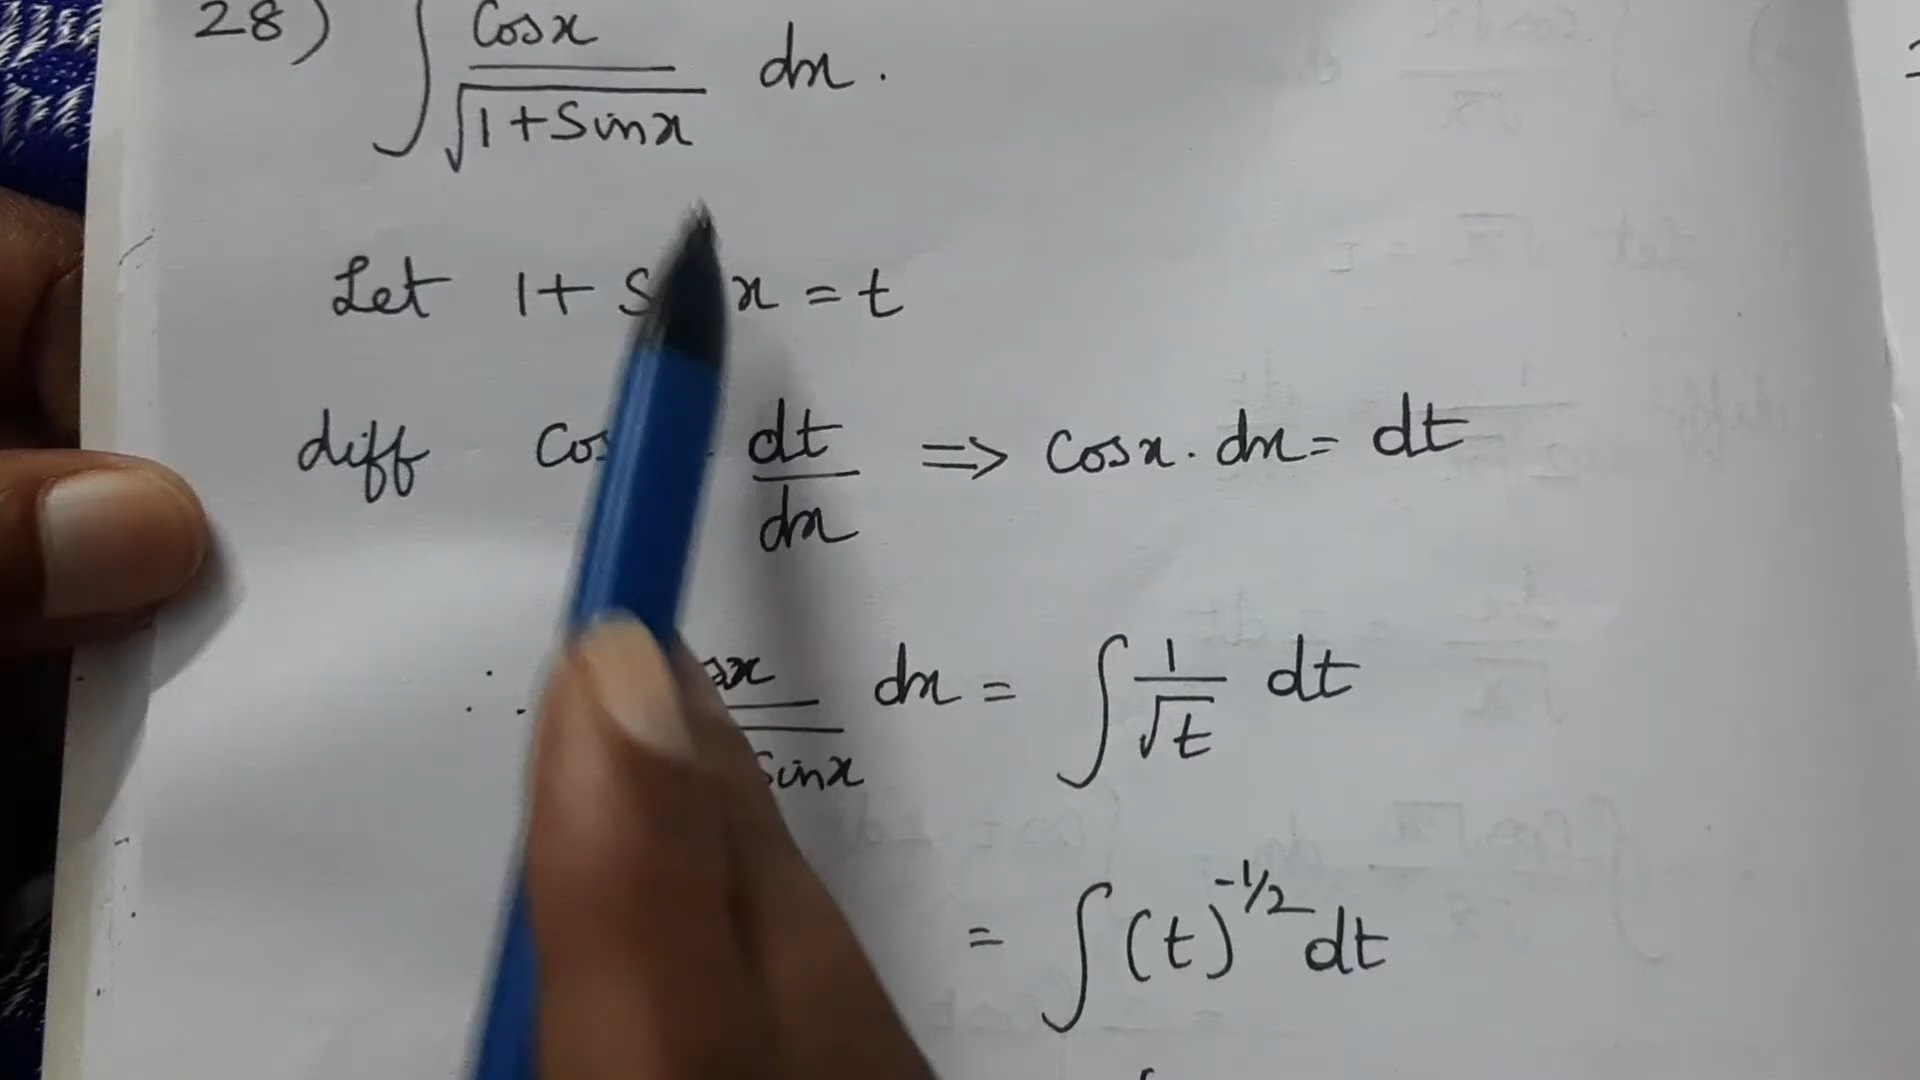 28) ∫ Cosx / √1+Sinx dx.
Let 1+ x = t
diff dt/dx ⇒ Cosx . dx = dt
∴ Sinx dx = ∫ 1/√t dt
= ∫ (t)^-1/2 dt